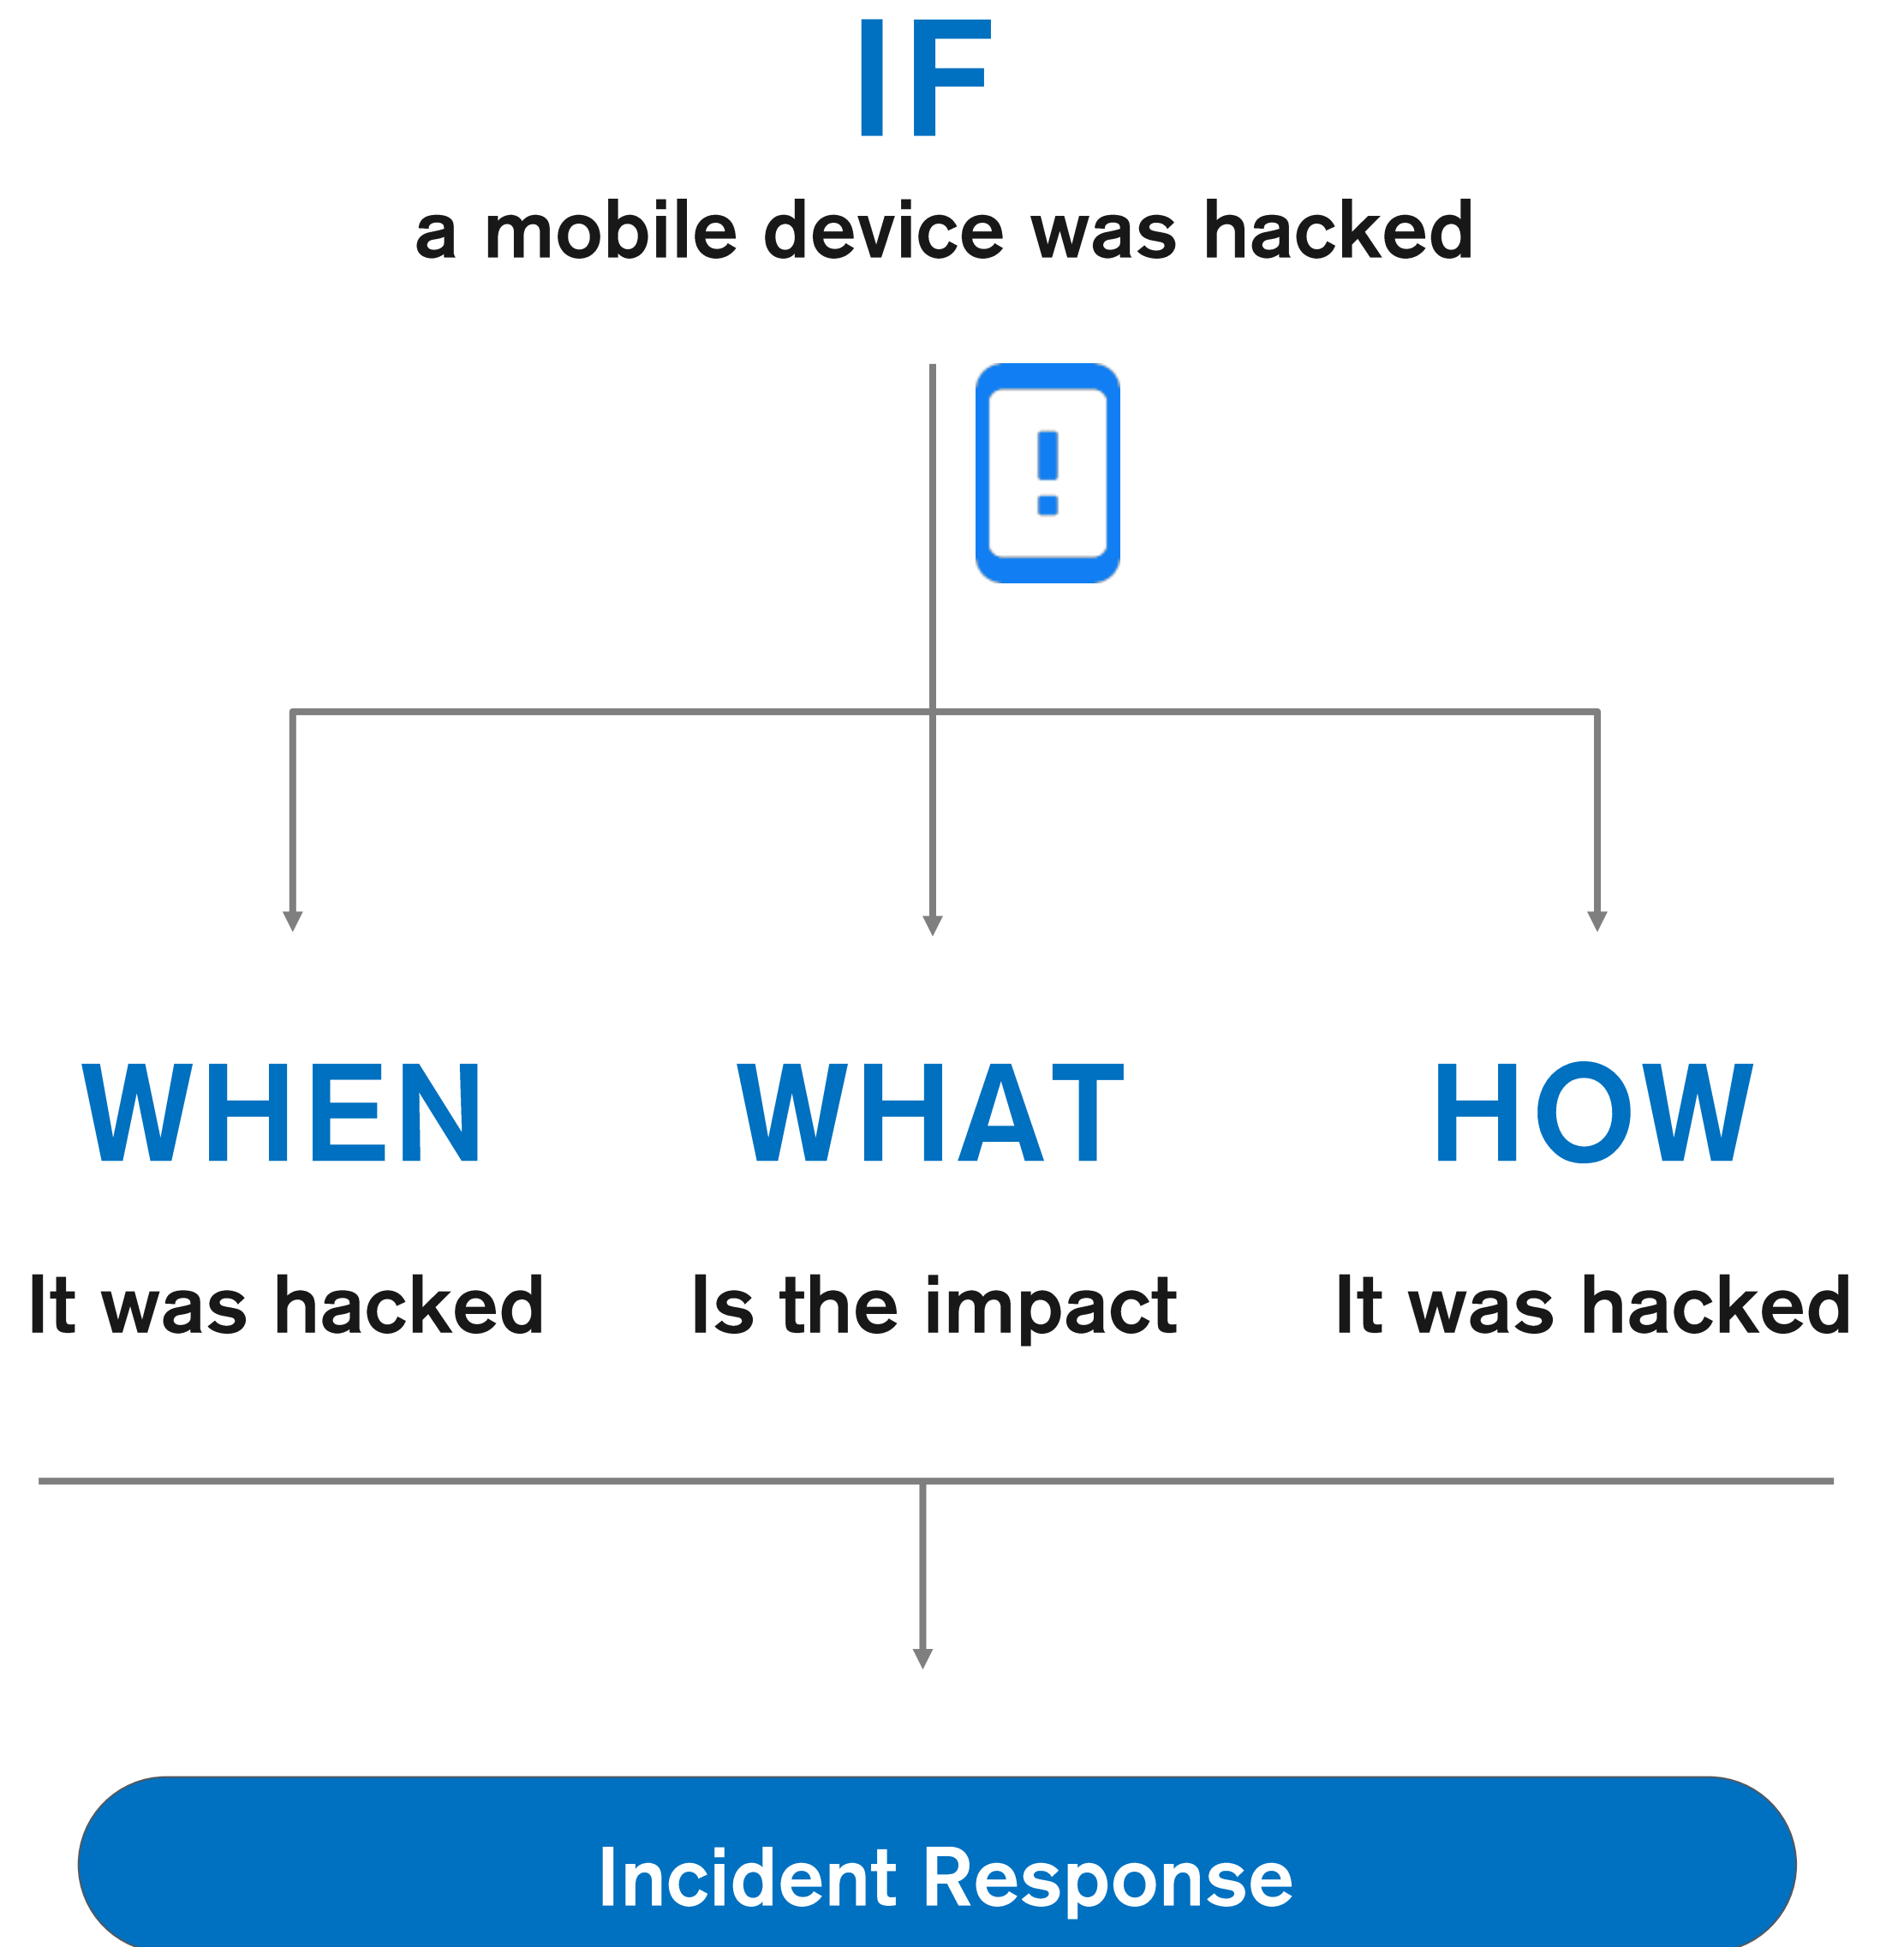 IF
a mobile device was hacked
!
WHEN
WHAT
HOW
It was hacked
Is the impact
It was hacked
Incident Response